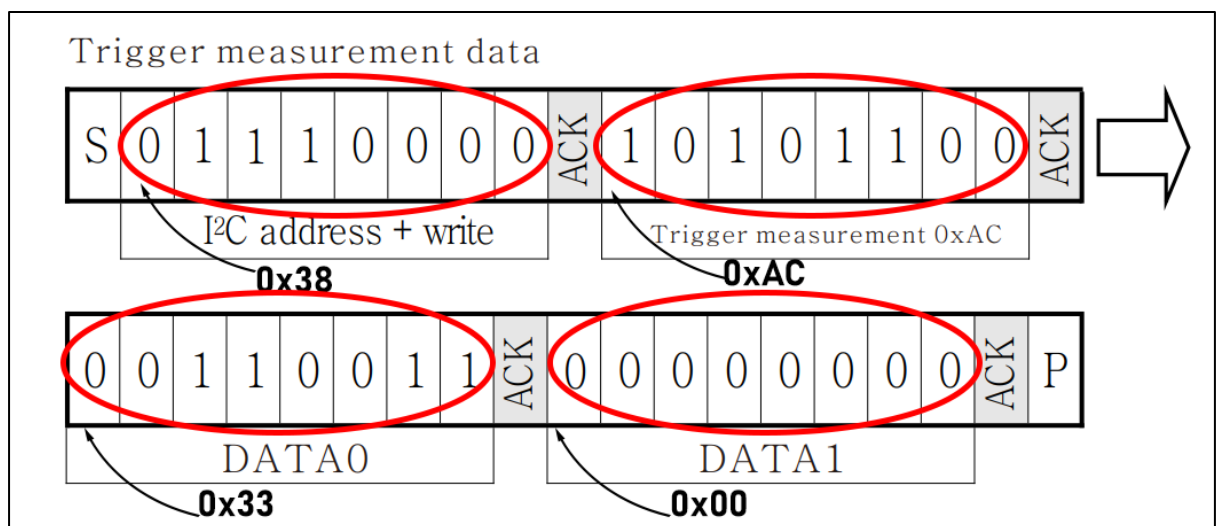 Trigger measurement data
S 0 1 1 1 0 0 0 0 ACK 1 0 1 0 1 1 0 0 ACK
I²C address + write Trigger measurement 0xAC
0x38 0xAC
0 0 1 1 0 0 1 1 ACK 0 0 0 0 0 0 0 0 ACK P
DATA0 DATA1
0x33 0x00